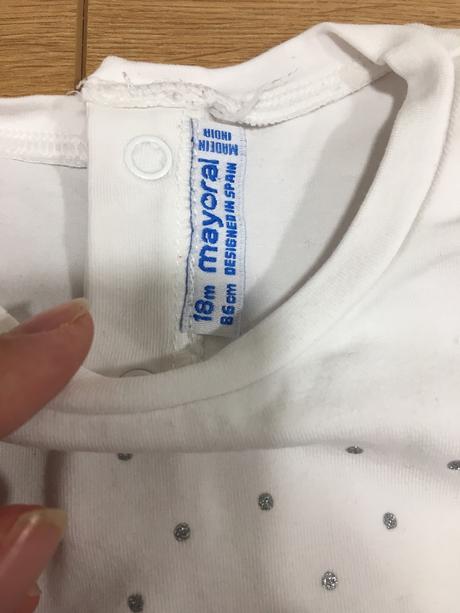 18m mayoral
86cm DESIGNED IN SPAIN
MADE IN
INDIA